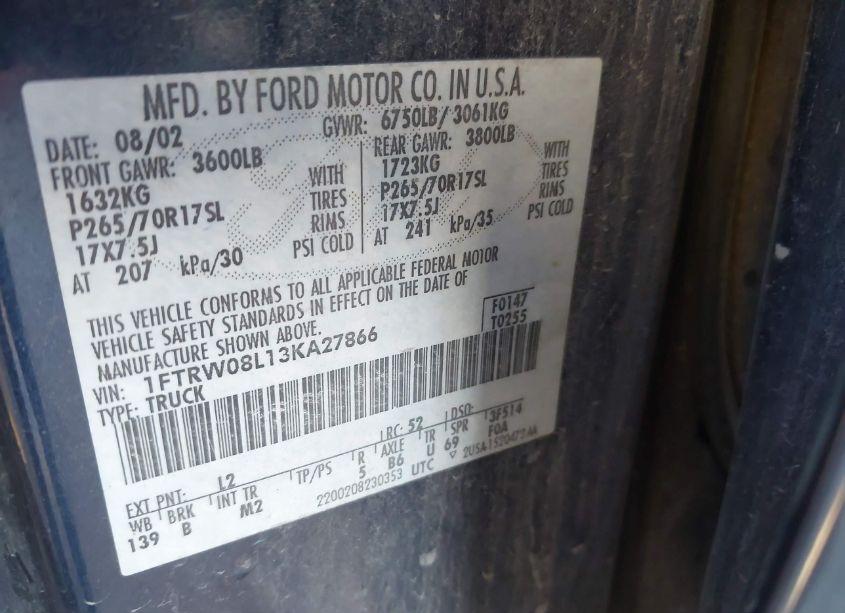 MFD. BY FORD MOTOR CO. IN U.S.A.
DATE: 08/02 GVWR: 6750LB/ 3061KG
FRONT GAWR: 3600LB
1632KG WITH
P265/70R17SL TIRES
17X7.5J RIMS
AT 207 kPa/30 PSI COLD
REAR GAWR: 3800LB
1723KG WITH
P265/70R17SL TIRES
17X7.5J RIMS
AT 241 kPa/35 PSI COLD
THIS VEHICLE CONFORMS TO ALL APPLICABLE FEDERAL MOTOR
VEHICLE SAFETY STANDARDS IN EFFECT ON THE DATE OF
MANUFACTURE SHOWN ABOVE.
F0147
T0255
VIN: 1FTRW08L13KA27866
TYPE: TRUCK
EXT PNT: L2 RC: 52 DSO: 3F514
WB BRK INT TR TP/PS R AXLE TR SPR F0A
139 B M2 5 B6 U 69
2200208230353 UTC